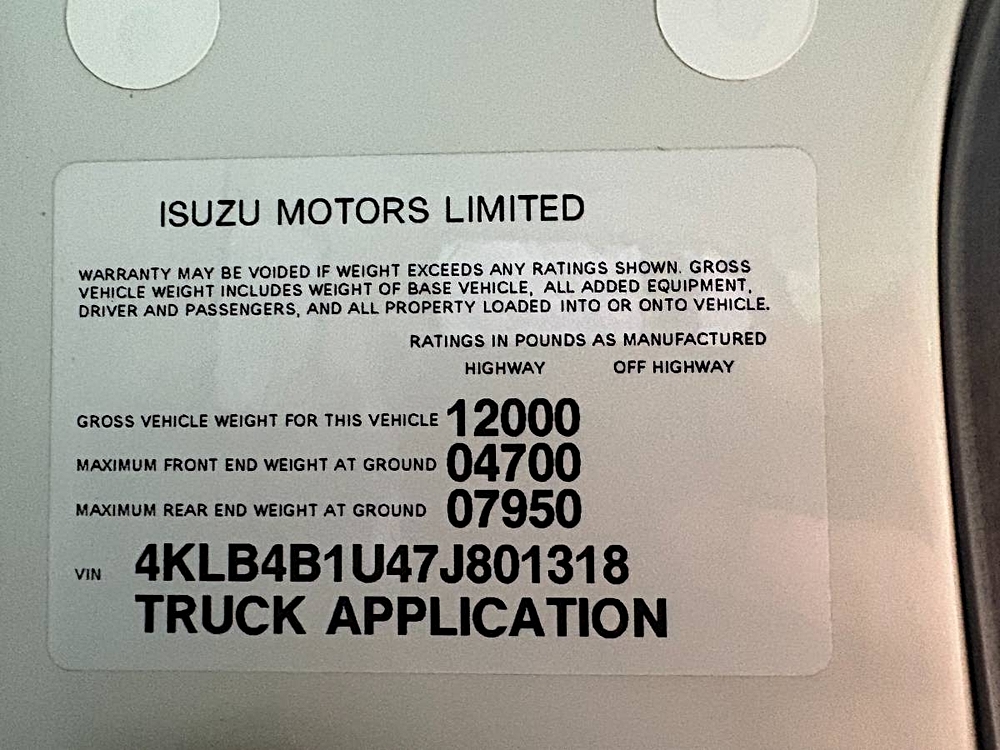 ISUZU MOTORS LIMITED
WARRANTY MAY BE VOIDED IF WEIGHT EXCEEDS ANY RATINGS SHOWN. GROSS
VEHICLE WEIGHT INCLUDES WEIGHT OF BASE VEHICLE, ALL ADDED EQUIPMENT,
DRIVER AND PASSENGERS, AND ALL PROPERTY LOADED INTO OR ONTO VEHICLE.
RATINGS IN POUNDS AS MANUFACTURED
HIGHWAY OFF HIGHWAY
GROSS VEHICLE WEIGHT FOR THIS VEHICLE 12000
MAXIMUM FRONT END WEIGHT AT GROUND 04700
MAXIMUM REAR END WEIGHT AT GROUND 07950
VIN 4KLB4B1U47J801318
TRUCK APPLICATION